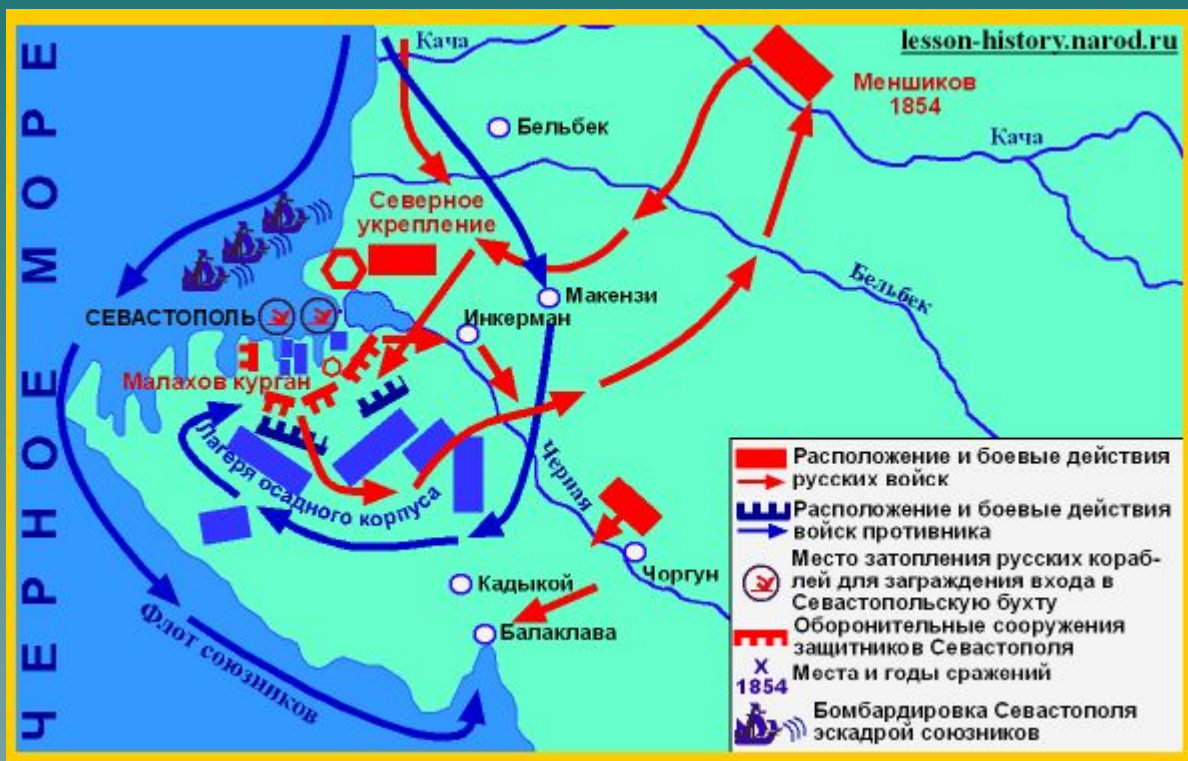 lesson-history.narod.ru
ЧЕРНОЕ МОРЕ
Кача
Меншиков
1854
Бельбек
Кача
Северное
укрепление
Бельбек
Макензи
СЕВАСТОПОЛЬ
Инкерман
Малахов курган
Лагеря осадного корпуса
Черная
Чоргун
Кадыкой
Балаклава
Флот союзников
Расположение и боевые действия
русских войск
Расположение и боевые действия
войск противника
Место затопления русских кораб-
лей для заграждения входа в
Севастопольскую бухту
Оборонительные сооружения
защитников Севастополя
X
1854
Места и годы сражений
Бомбардировка Севастополя
эскадрой союзников